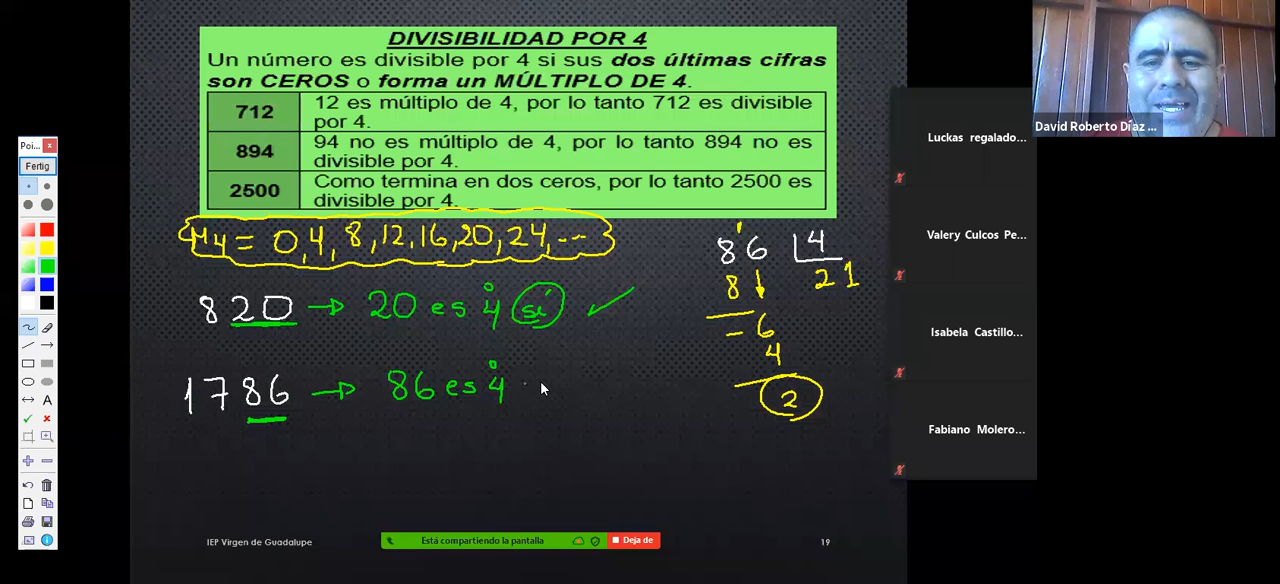 DIVISIBILIDAD POR 4
Un número es divisible por 4 si sus dos últimas cifras
son CEROS o forma un MÚLTIPLO DE 4.
712
12 es múltiplo de 4, por lo tanto 712 es divisible
por 4.
894
94 no es múltiplo de 4, por lo tanto 894 no es
divisible por 4.
2500
Como termina en dos ceros, por lo tanto 2500 es
divisible por 4.
M4 = 0,4,8,12,16,20,24,...
820 → 20 es 4̊ sí ✓
1786 → 86 es 4̊
86 4
8 21
- 6
4
2
Poi...
Fertig
A
David Roberto Díaz ...
Luckas regalado...
Valery Culcos Pe...
Isabela Castillo...
Fabiano Molero...
IEP Virgen de Guadalupe
Está compartiendo la pantalla
Deja de
19